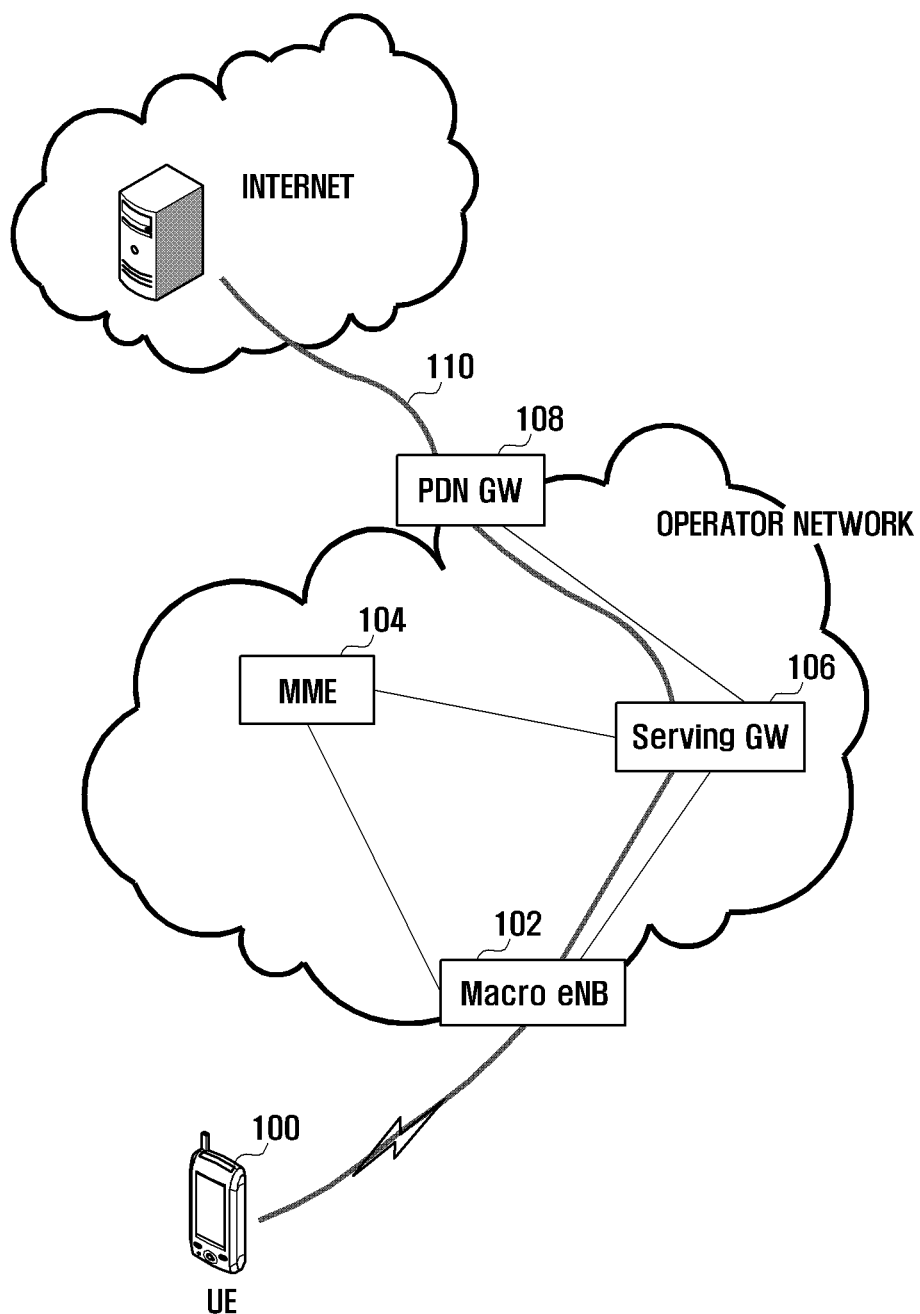 INTERNET
110
108
PDN GW
OPERATOR NETWORK
104
MME
106
Serving GW
102
Macro eNB
100
UE